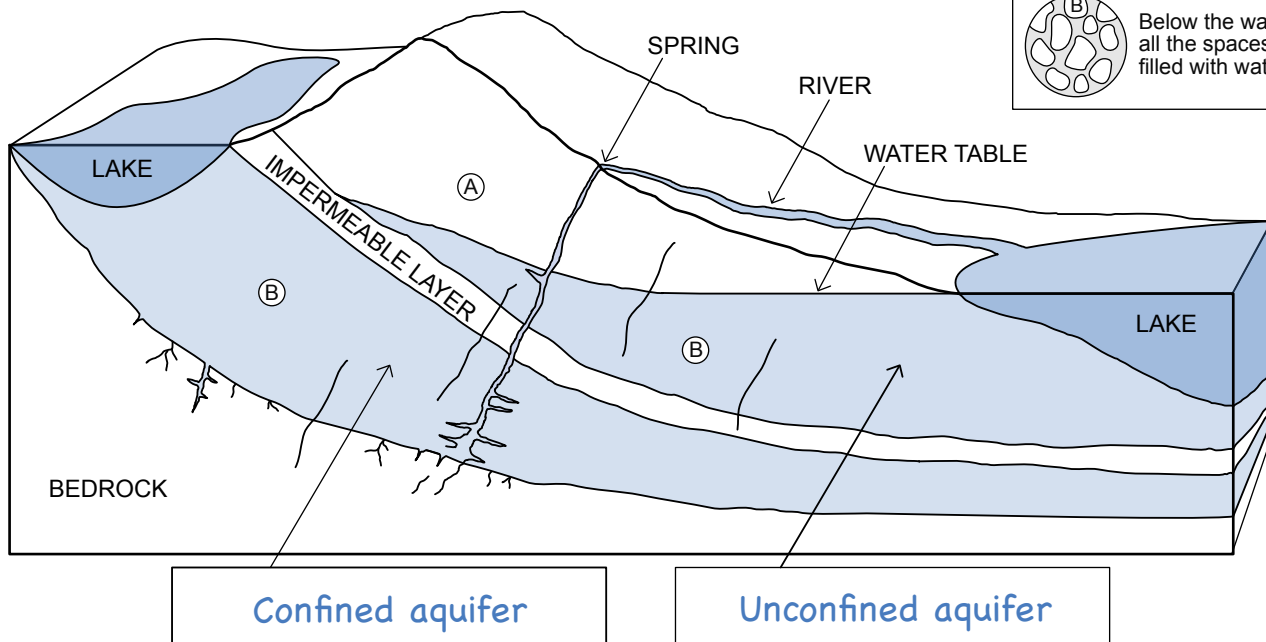 B
Below the wa
all the spaces
filled with wat
SPRING
RIVER
WATER TABLE
LAKE
IMPERMEABLE LAYER
A
B
B
LAKE
BEDROCK
Confined aquifer
Unconfined aquifer